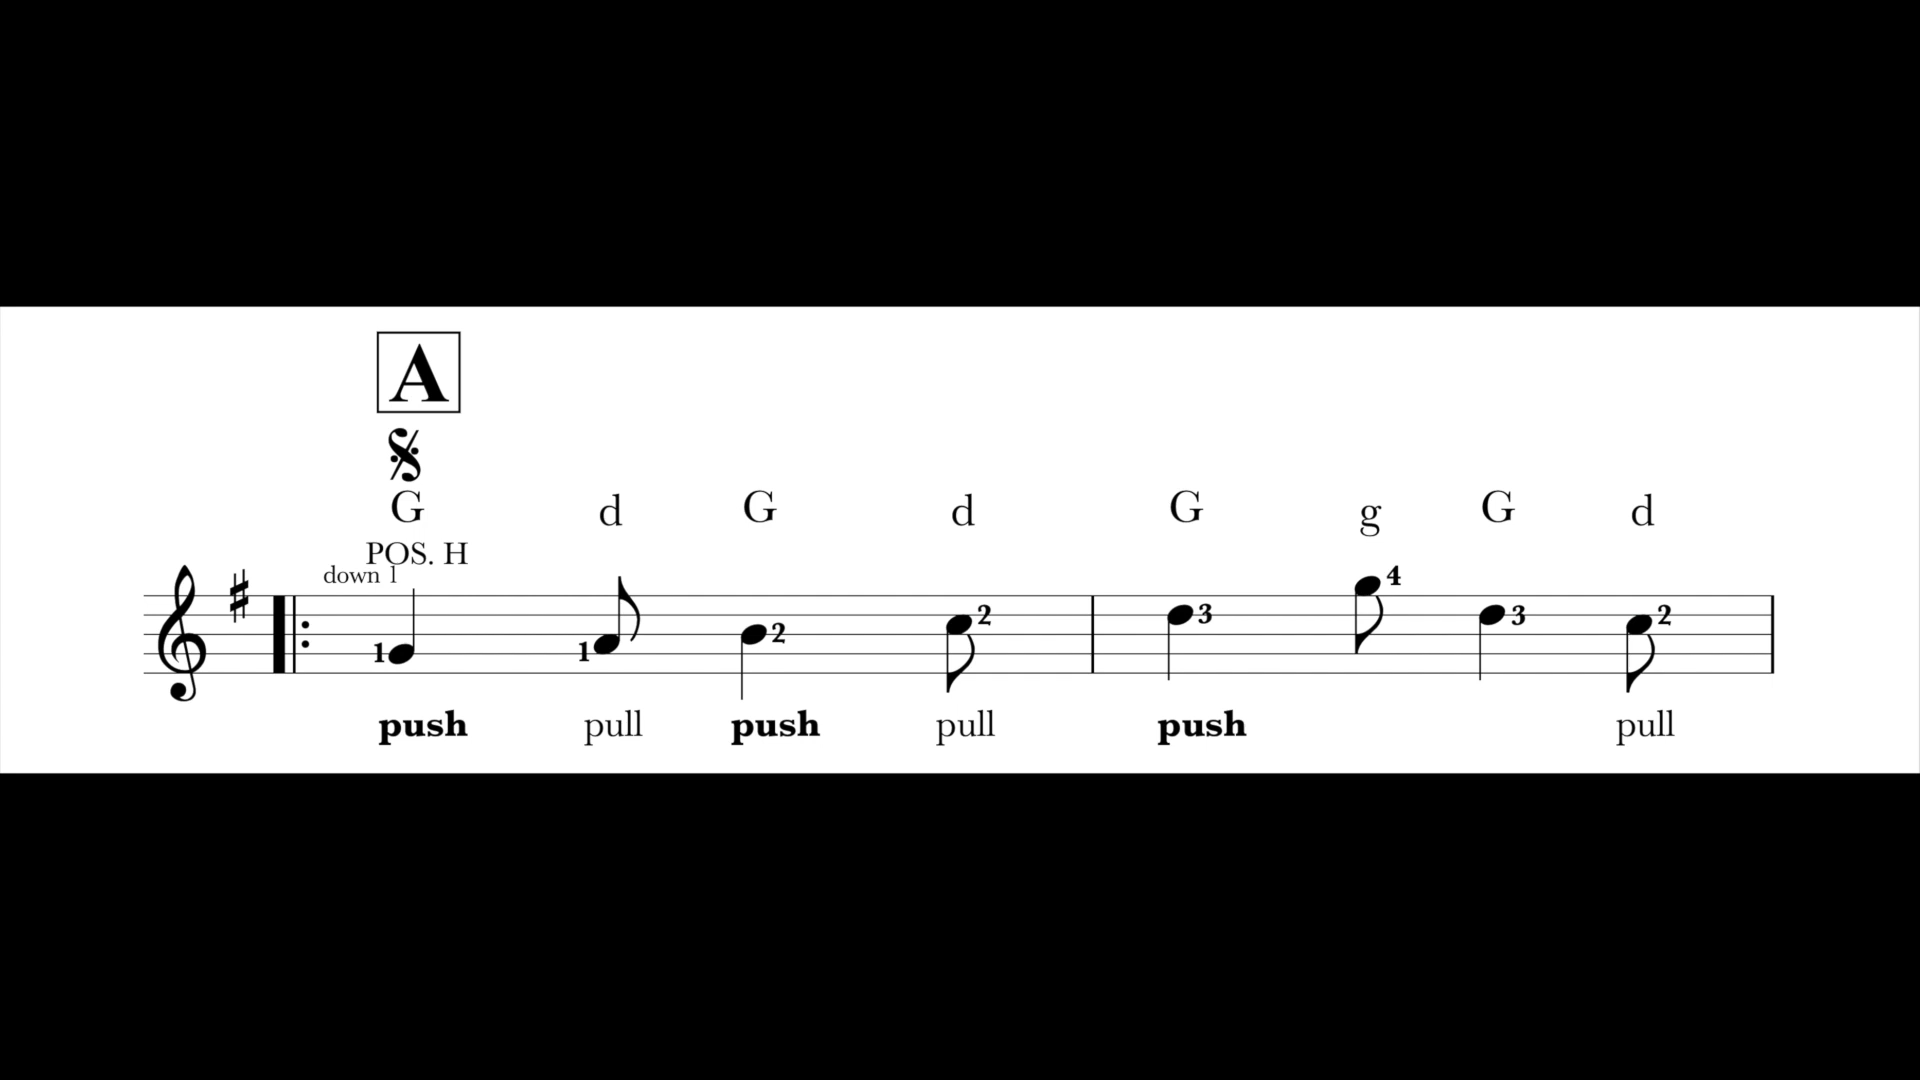 A
G d G d G g G d
POS. H
down 1
1 1 2 2 3 4 3 2
push pull push pull push pull